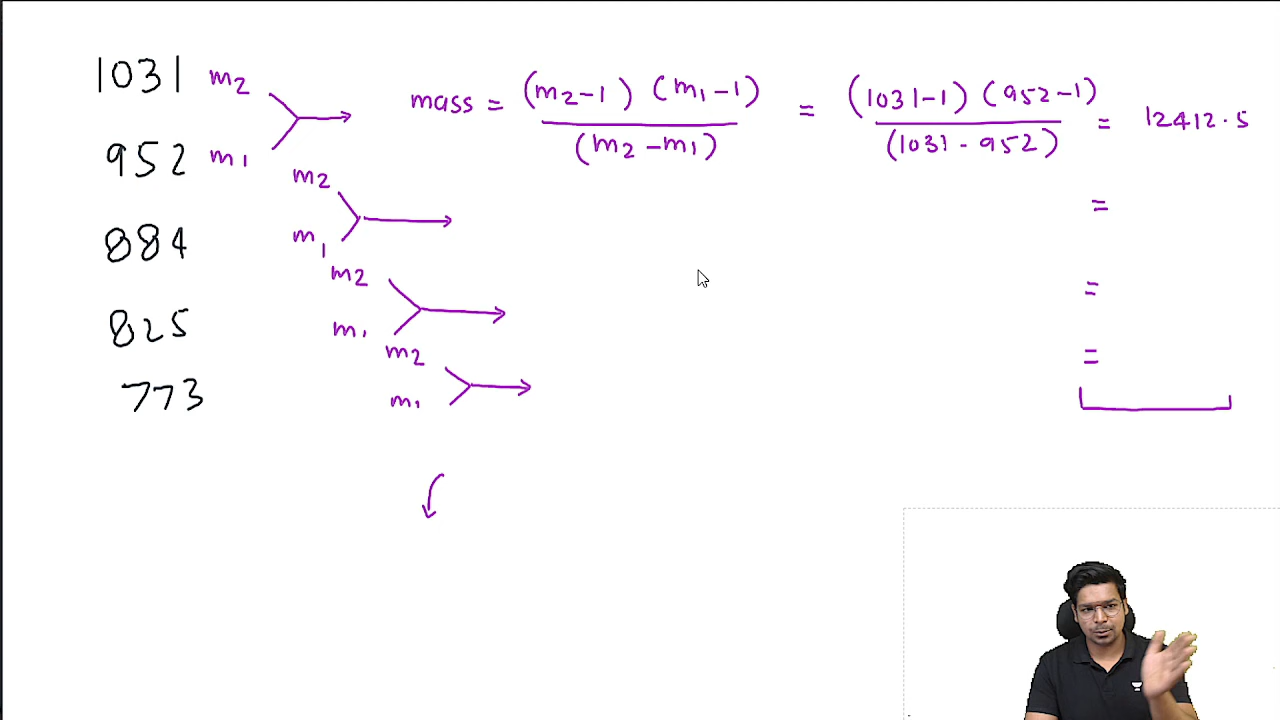 1031 m2
mass = (m2-1) (m1-1) / (m2-m1) = (1031-1) (952-1) / (1031-952) = 12412.5
952 m1
m2
=
884 m1
m2
=
825 m1
m2
=
773 m1